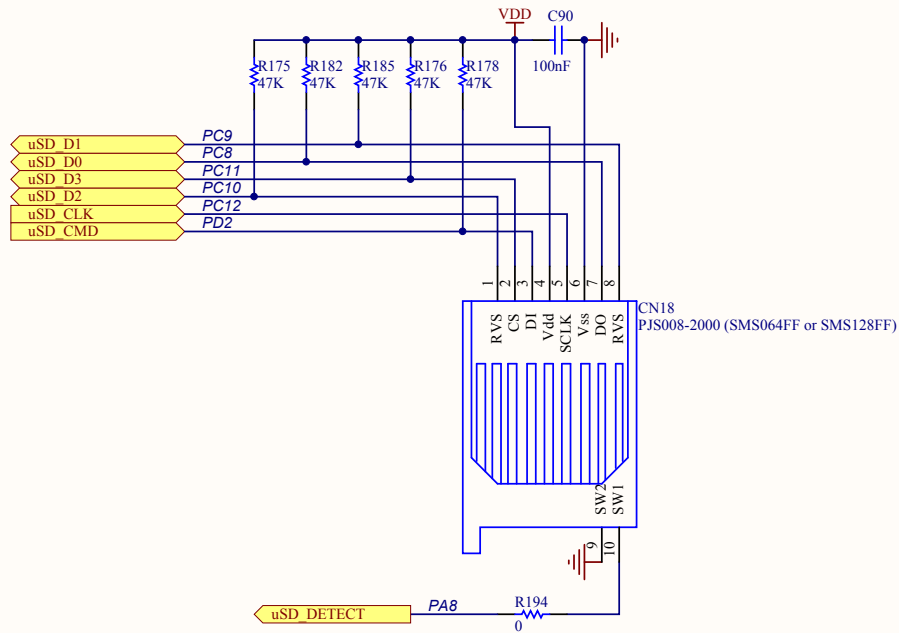 VDD
C90
100nF
R175
47K
R182
47K
R185
47K
R176
47K
R178
47K
uSD_D1
PC9
uSD_D0
PC8
uSD_D3
PC11
uSD_D2
PC10
uSD_CLK
PC12
uSD_CMD
PD2
1
2
3
4
5
6
7
8
RVS
CS
DI
Vdd
SCLK
Vss
DO
RVS
CN18
PJS008-2000 (SMS064FF or SMS128FF)
SW2
SW1
9
10
uSD_DETECT
PA8
R194
0